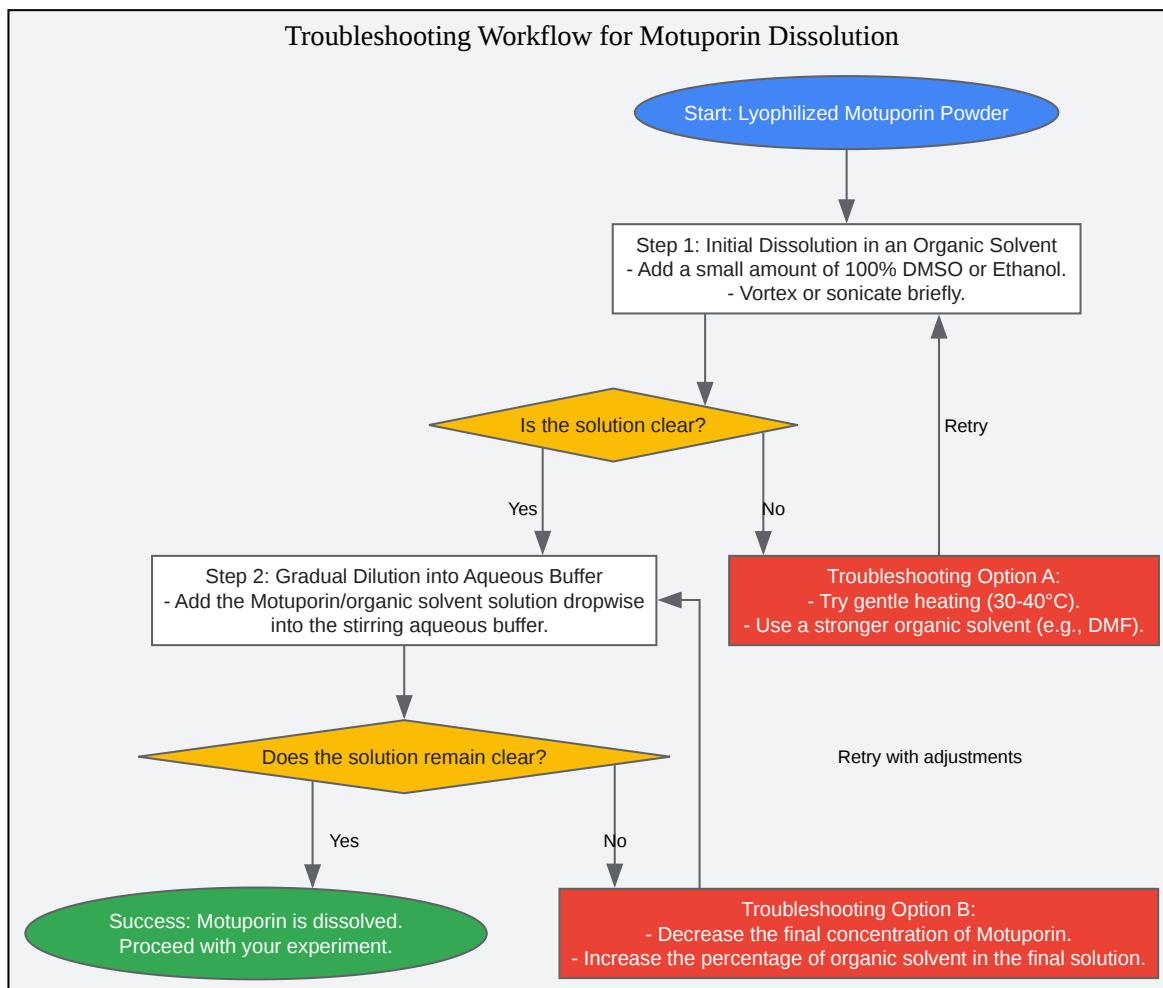 Troubleshooting Workflow for Motuporin Dissolution
Start: Lyophilized Motuporin Powder
Step 1: Initial Dissolution in an Organic Solvent
- Add a small amount of 100% DMSO or Ethanol.
- Vortex or sonicate briefly.
Is the solution clear?
Retry
Yes
No
Step 2: Gradual Dilution into Aqueous Buffer
- Add the Motuporin/organic solvent solution dropwise
into the stirring aqueous buffer.
Troubleshooting Option A:
- Try gentle heating (30-40°C).
- Use a stronger organic solvent (e.g., DMF).
Does the solution remain clear?
Retry with adjustments
Yes
No
Success: Motuporin is dissolved.
Proceed with your experiment.
Troubleshooting Option B:
- Decrease the final concentration of Motuporin.
- Increase the percentage of organic solvent in the final solution.